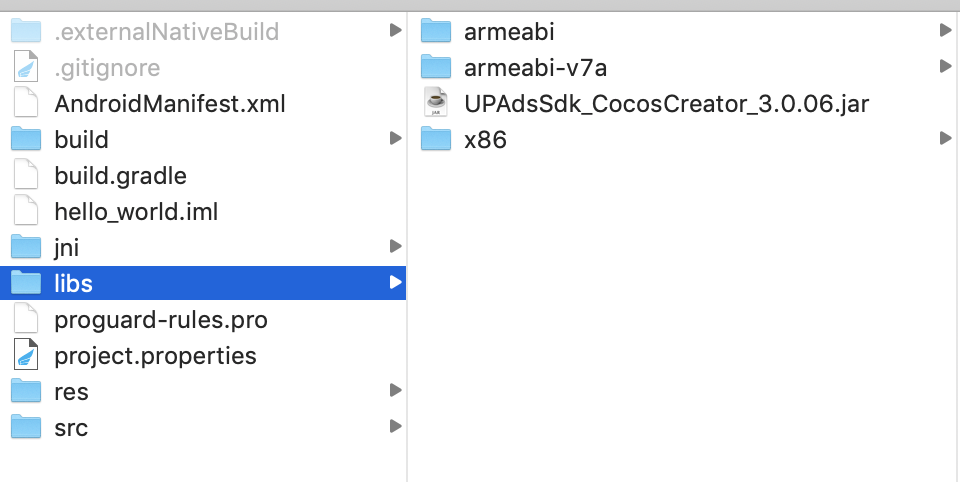 .externalNativeBuild
.gitignore
AndroidManifest.xml
build
build.gradle
hello_world.iml
jni
libs
proguard-rules.pro
project.properties
res
src
armeabi
armeabi-v7a
UPAdsSdk_CocosCreator_3.0.06.jar
JAR
x86